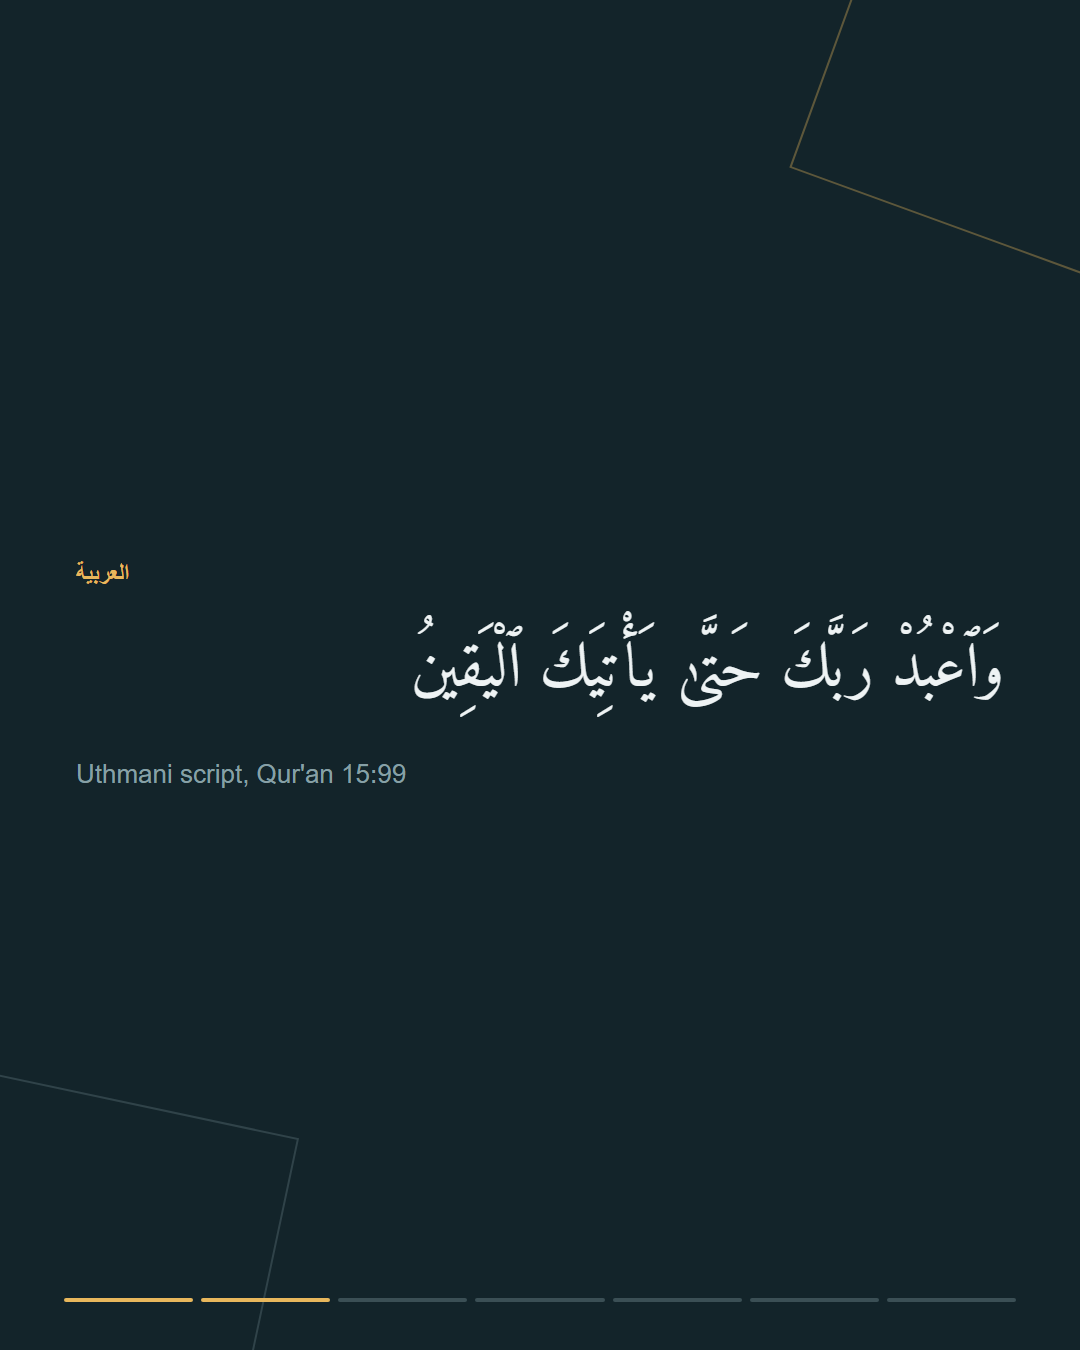 العربية
وَٱعْبُدْ رَبَّكَ حَتَّىٰ يَأْتِيَكَ ٱلْيَقِينُ
Uthmani script, Qur'an 15:99